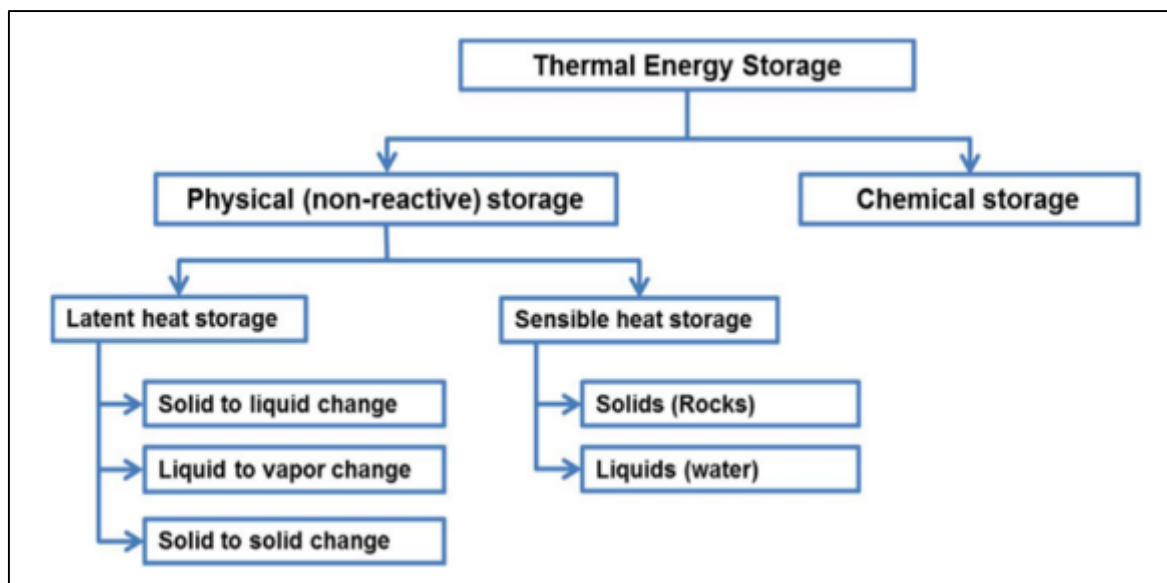 Thermal Energy Storage
Physical (non-reactive) storage
Chemical storage
Latent heat storage
Sensible heat storage
Solid to liquid change
Solids (Rocks)
Liquid to vapor change
Liquids (water)
Solid to solid change